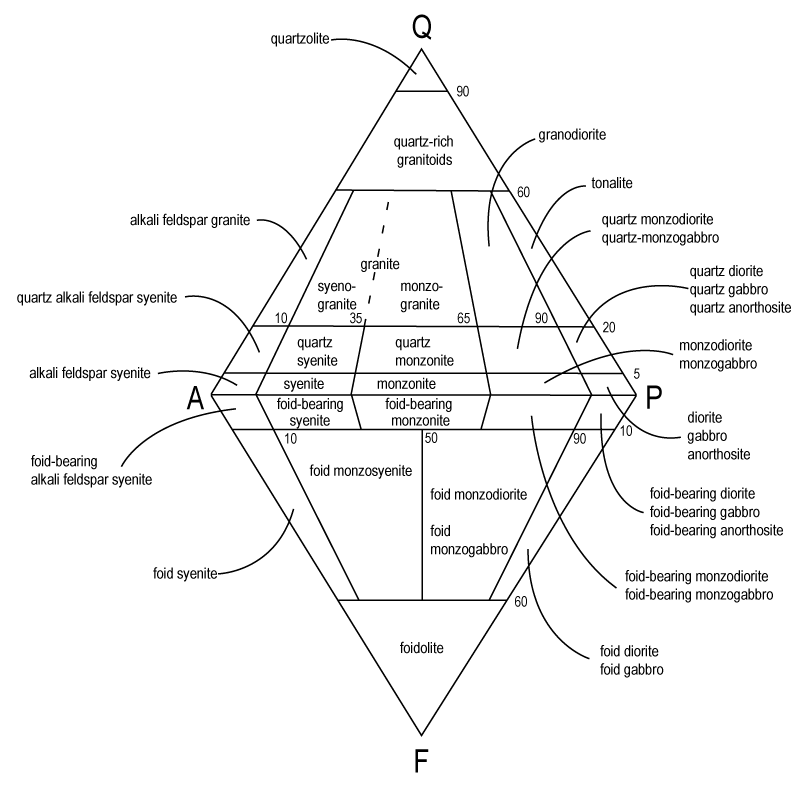 Q
quartzolite
90
quartz-rich
granitoids
granodiorite
60
tonalite
alkali feldspar granite
quartz monzodiorite
quartz-monzogabbro
granite
syeno-
granite
monzo-
granite
quartz diorite
quartz gabbro
quartz anorthosite
quartz alkali feldspar syenite
10
35
65
90
20
quartz
syenite
quartz
monzonite
monzodiorite
monzogabbro
alkali feldspar syenite
5
syenite
monzonite
A
P
foid-bearing
syenite
foid-bearing
monzonite
diorite
gabbro
anorthosite
10
50
90
10
foid-bearing
alkali feldspar syenite
foid monzosyenite
foid monzodiorite
foid
monzogabbro
foid-bearing diorite
foid-bearing gabbro
foid-bearing anorthosite
foid syenite
foid-bearing monzodiorite
foid-bearing monzogabbro
60
foidolite
foid diorite
foid gabbro
F